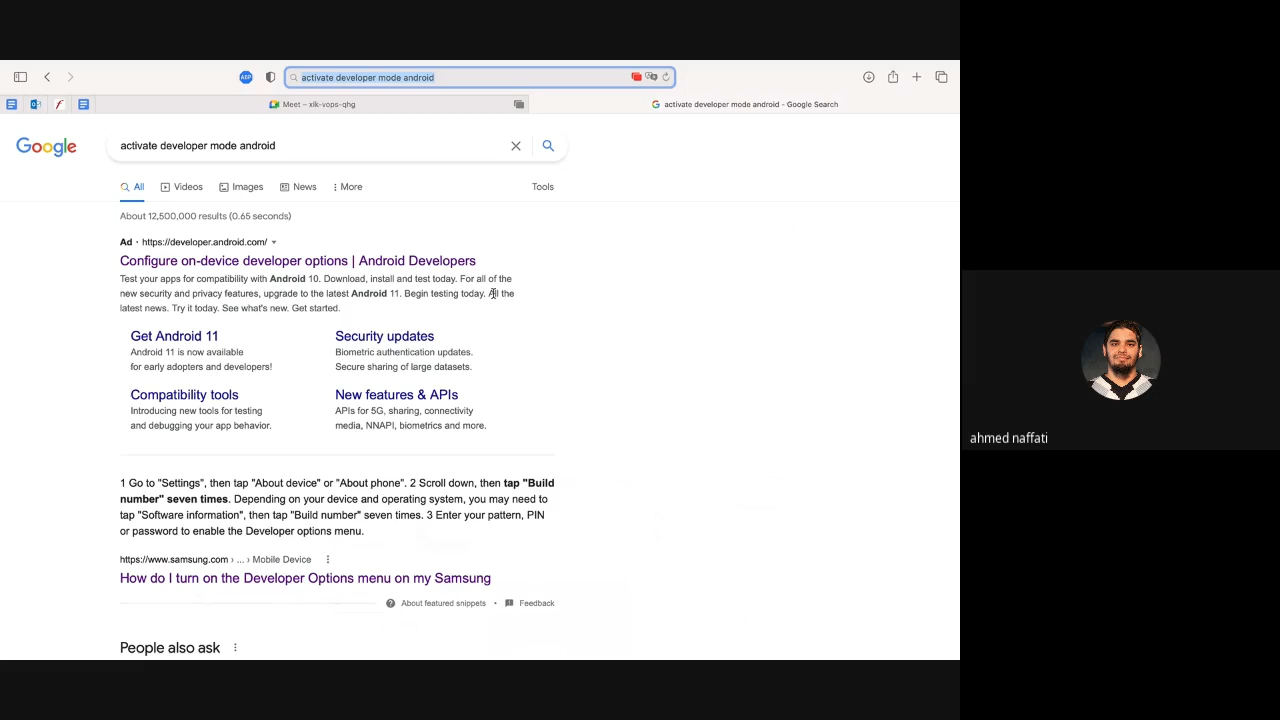 activate developer mode android
Meet – xlk-vops-qhg
activate developer mode android - Google Search
Google
activate developer mode android
All
Videos
Images
News
More
Tools
About 12,500,000 results (0.65 seconds)
Ad · https://developer.android.com/
Configure on-device developer options | Android Developers
Test your apps for compatibility with Android 10. Download, install and test today. For all of the
new security and privacy features, upgrade to the latest Android 11. Begin testing today. All the
latest news. Try it today. See what's new. Get started.
Get Android 11
Android 11 is now available
for early adopters and developers!
Security updates
Biometric authentication updates.
Secure sharing of large datasets.
Compatibility tools
Introducing new tools for testing
and debugging your app behavior.
New features & APIs
APIs for 5G, sharing, connectivity
media, NNAPI, biometrics and more.
1 Go to "Settings", then tap "About device" or "About phone". 2 Scroll down, then tap "Build
number" seven times. Depending on your device and operating system, you may need to
tap "Software information", then tap "Build number" seven times. 3 Enter your pattern, PIN
or password to enable the Developer options menu.
https://www.samsung.com › ... › Mobile Device
How do I turn on the Developer Options menu on my Samsung
About featured snippets • Feedback
People also ask
ahmed naffati